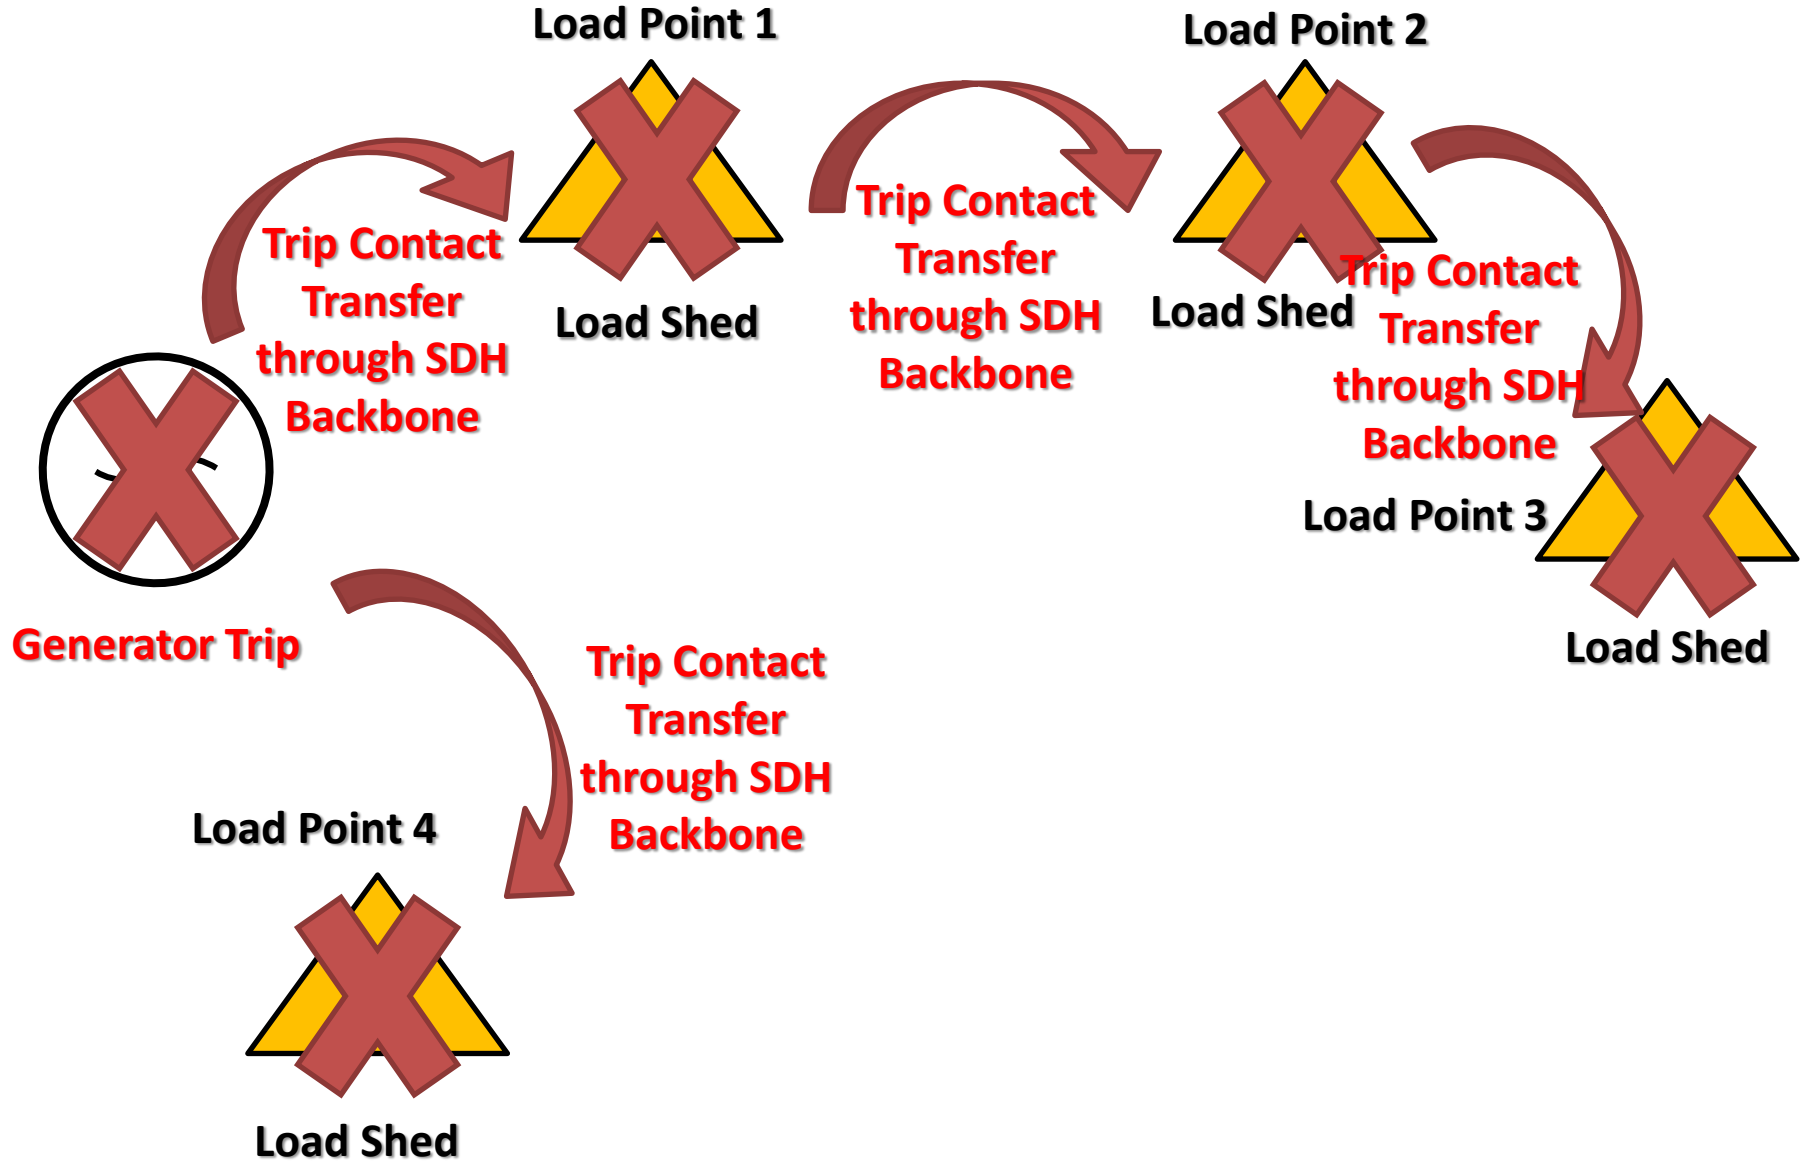 Load Point 1
Load Point 2
Trip Contact
Transfer
through SDH
Backbone
Load Shed
Trip Contact
Transfer
through SDH
Backbone
Load Shed
Trip Contact
Transfer
through SDH
Backbone
Load Point 3
Load Shed
Generator Trip
Trip Contact
Transfer
through SDH
Backbone
Load Point 4
Load Shed